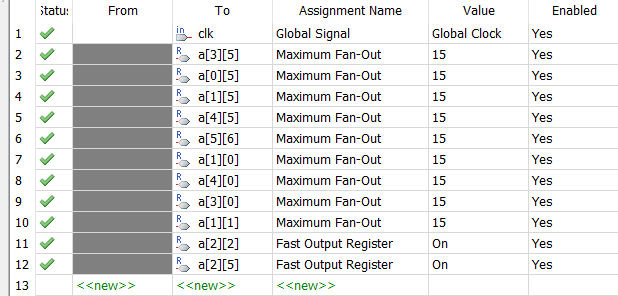 Status From To Assignment Name Value Enabled
1 in clk Global Signal Global Clock Yes
2 R a[3][5] Maximum Fan-Out 15 Yes
3 R a[0][5] Maximum Fan-Out 15 Yes
4 R a[1][5] Maximum Fan-Out 15 Yes
5 R a[4][5] Maximum Fan-Out 15 Yes
6 R a[5][6] Maximum Fan-Out 15 Yes
7 R a[1][0] Maximum Fan-Out 15 Yes
8 R a[4][0] Maximum Fan-Out 15 Yes
9 R a[3][0] Maximum Fan-Out 15 Yes
10 R a[1][1] Maximum Fan-Out 15 Yes
11 R a[2][2] Fast Output Register On Yes
12 R a[2][5] Fast Output Register On Yes
13 <<new>> <<new>> <<new>>